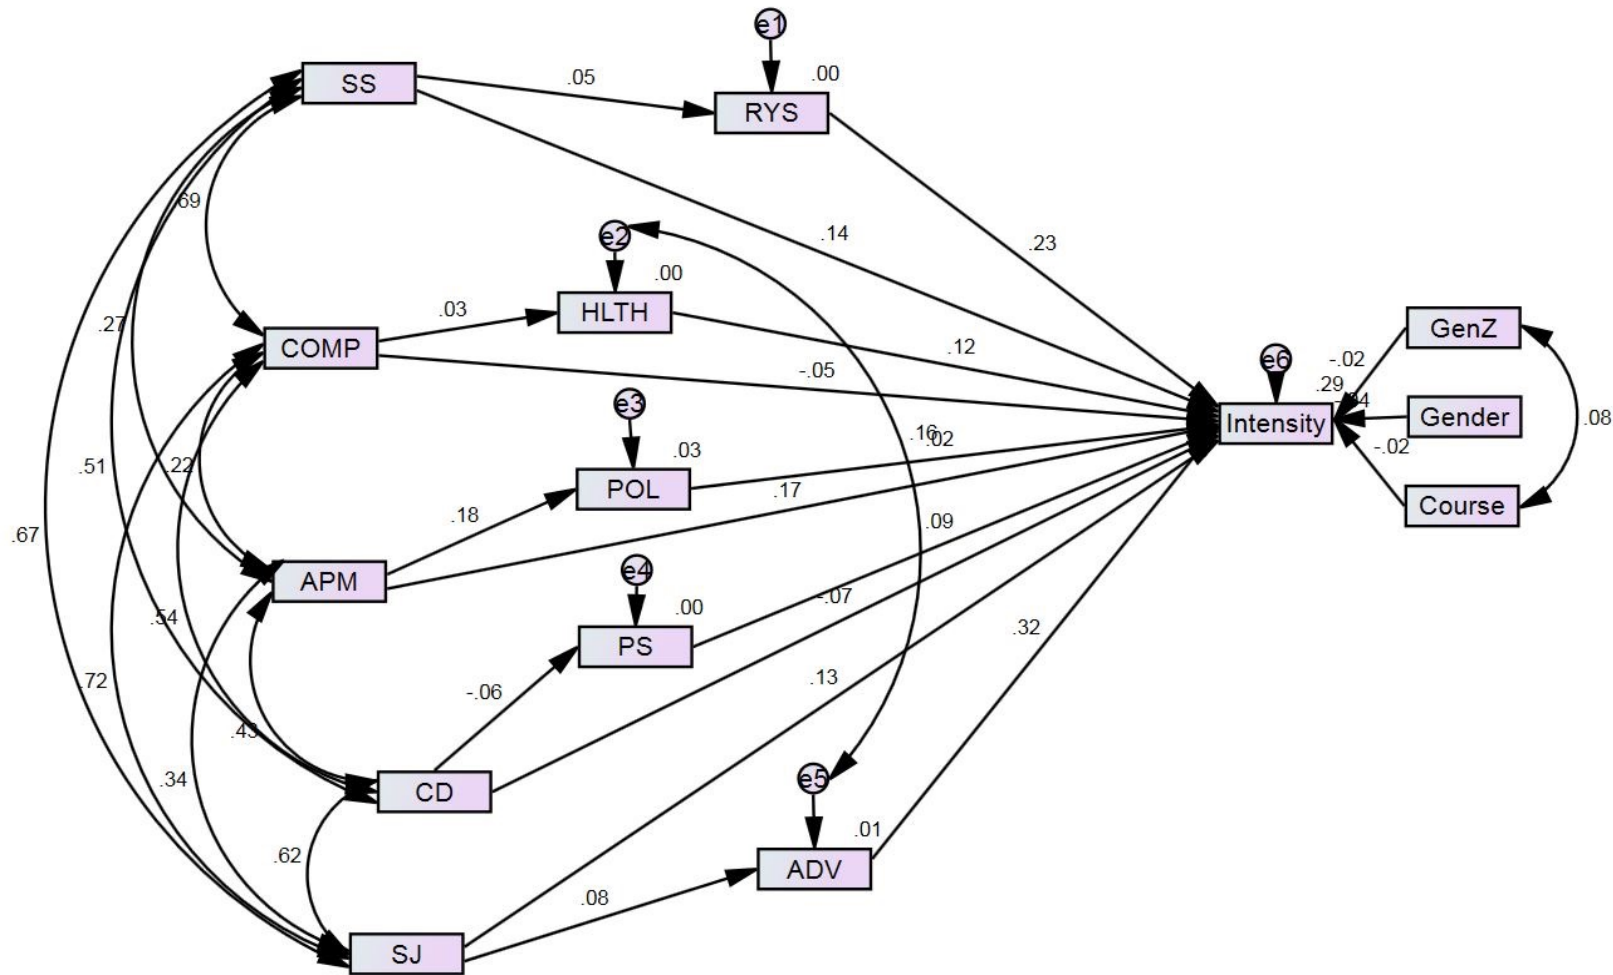 e1
.00
SS
.05
RYS
.69
.14
.23
e2
.00
HLTH
.03
.27
COMP
.12
-.05
GenZ
e6
-.02
.29
e3
Intensity
Gender
.08
.03
.16
.02
-.02
.51
.22
POL
.17
Course
.18
.67
.09
APM
e4
.00
-.07
.54
.32
PS
.72
-.06
.13
.43
.34
CD
e5
.01
.62
ADV
.08
SJ